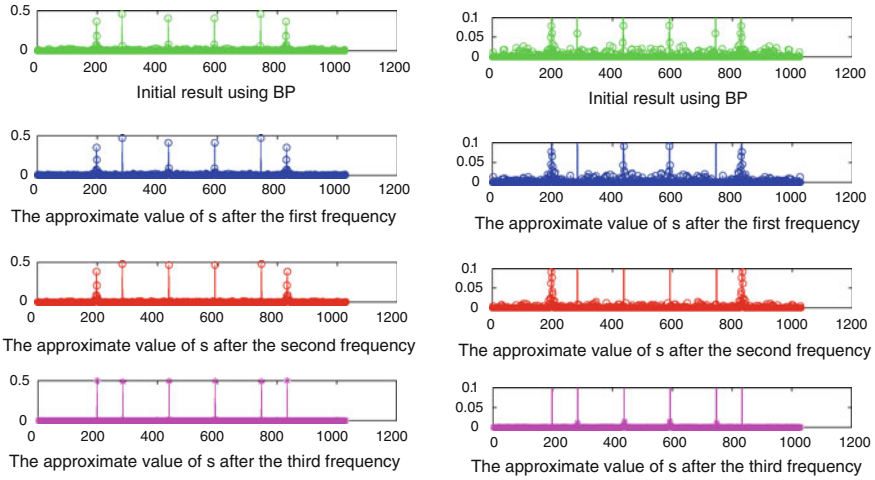 0.5
0
0 200 400 600 800 1000 1200
Initial result using BP
0.5
0
0 200 400 600 800 1000 1200
The approximate value of s after the first frequency
0.5
0
0 200 400 600 800 1000 1200
The approximate value of s after the second frequency
0.5
0
0 200 400 600 800 1000 1200
The approximate value of s after the third frequency
0.1
0.05
0
0 200 400 600 800 1000 1200
Initial result using BP
0.1
0.05
0
0 200 400 600 800 1000 1200
The approximate value of s after the first frequency
0.1
0.05
0
0 200 400 600 800 1000 1200
The approximate value of s after the second frequency
0.1
0.05
0
0 200 400 600 800 1000 1200
The approximate value of s after the third frequency